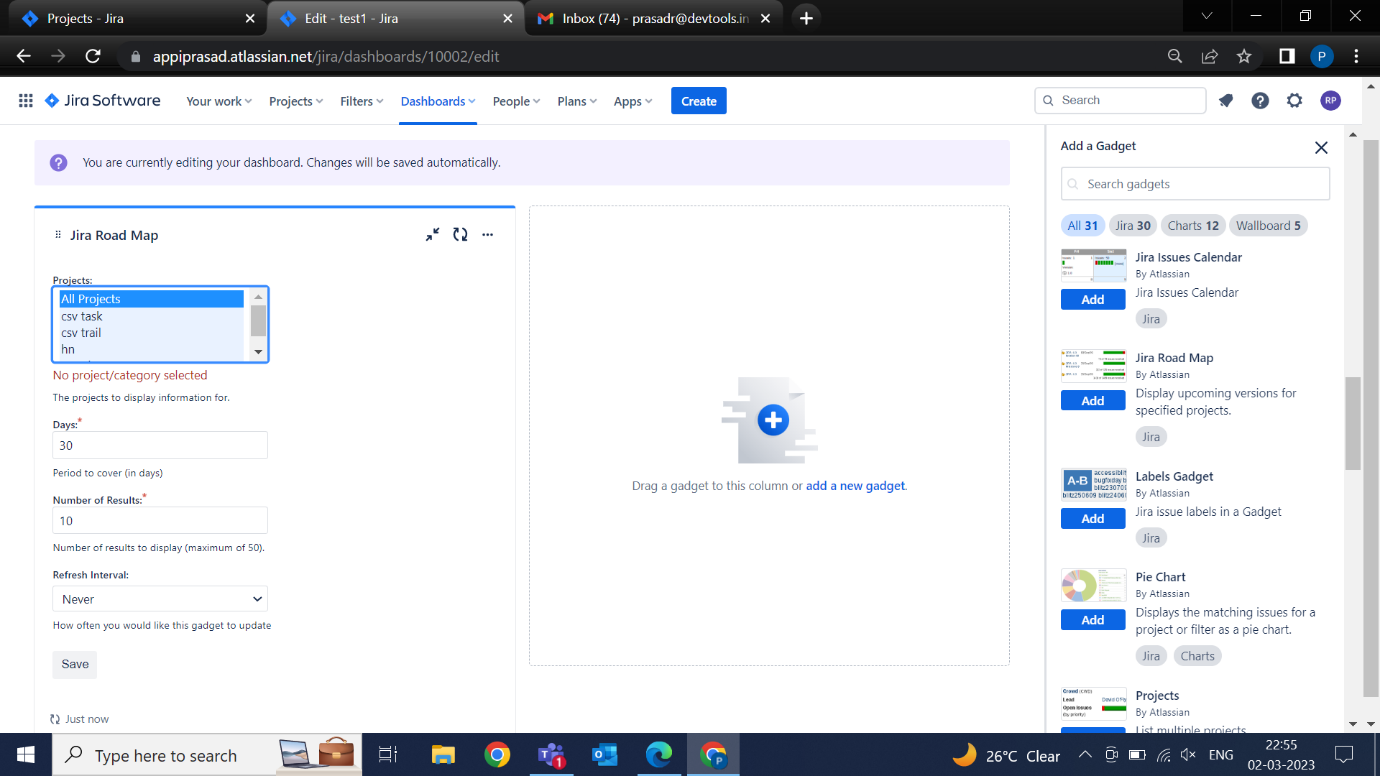 Projects - Jira
Edit - test1 - Jira
Inbox (74) - prasadr@devtools.in
appiprasad.atlassian.net/jira/dashboards/10002/edit
P
Jira Software
Your work
Projects
Filters
Dashboards
People
Plans
Apps
Create
Search
RP
You are currently editing your dashboard. Changes will be saved automatically.
Jira Road Map
Projects:
All Projects
csv task
csv trail
hn
No project/category selected
The projects to display information for.
Days:*
30
Period to cover (in days)
Number of Results:*
10
Number of results to display (maximum of 50).
Refresh Interval:
Never
How often you would like this gadget to update
Save
Just now
Drag a gadget to this column or add a new gadget.
Add a Gadget
Search gadgets
All 31
Jira 30
Charts 12
Wallboard 5
Jira Issues Calendar
By Atlassian
Add
Jira Issues Calendar
Jira
Jira Road Map
By Atlassian
Add
Display upcoming versions for
specified projects.
Jira
A-B
Labels Gadget
By Atlassian
Add
Jira issue labels in a Gadget
Jira
Pie Chart
By Atlassian
Add
Displays the matching issues for a
project or filter as a pie chart.
Jira
Charts
Lead
Open Issues
Projects
By Atlassian
List multiple projects
Type here to search
1
P
26°C Clear
ENG
22:55
02-03-2023